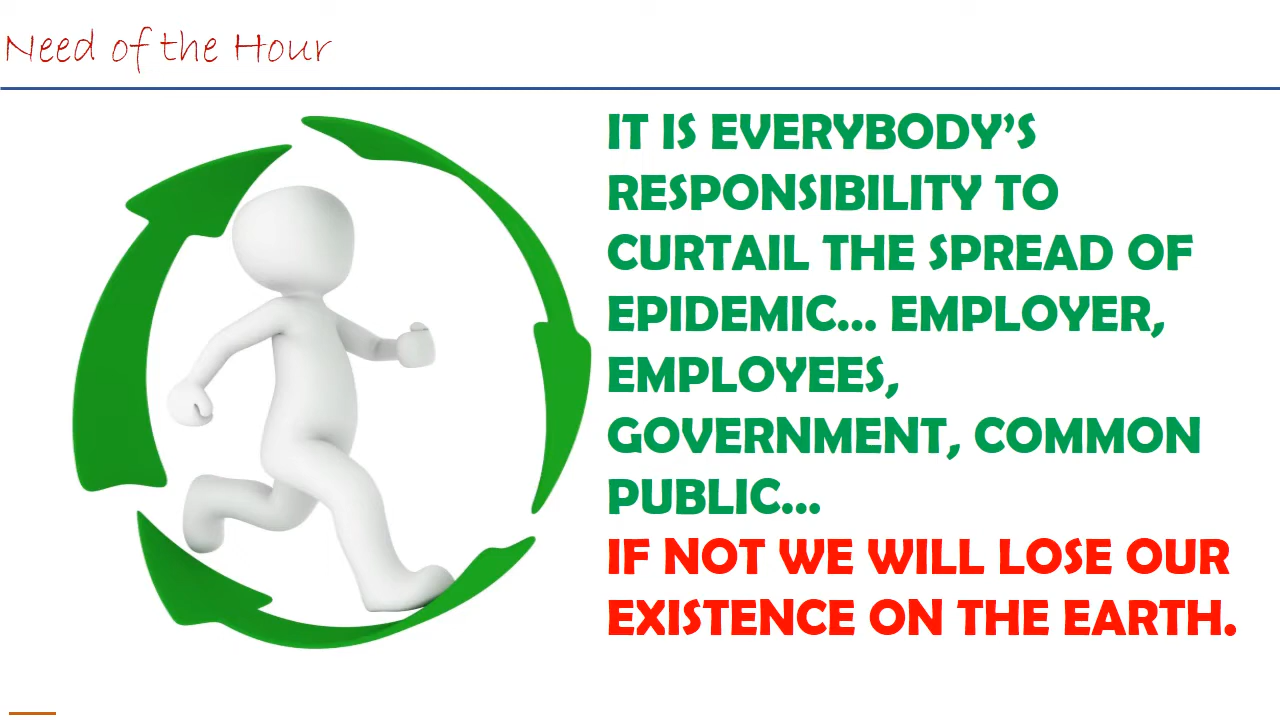 Need of the Hour
IT IS EVERYBODY’S
RESPONSIBILITY TO
CURTAIL THE SPREAD OF
EPIDEMIC… EMPLOYER,
EMPLOYEES,
GOVERNMENT, COMMON
PUBLIC…
IF NOT WE WILL LOSE OUR
EXISTENCE ON THE EARTH.